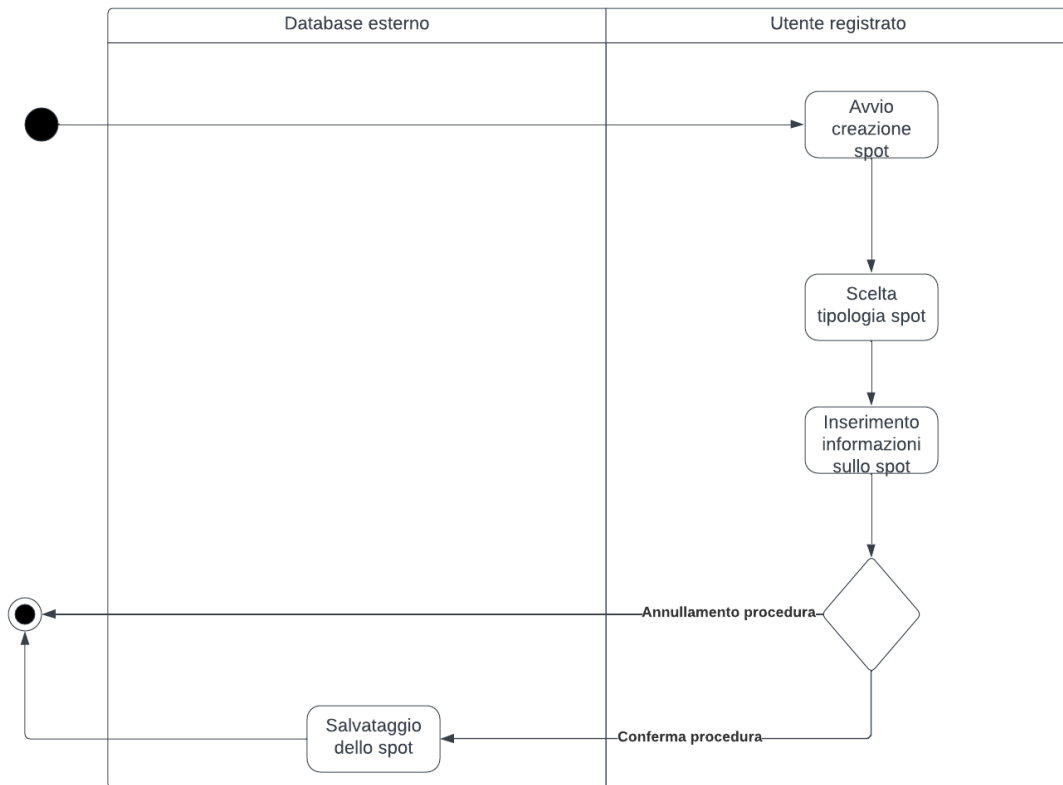 Database esterno
Utente registrato
Avvio
creazione
spot
Scelta
tipologia spot
Inserimento
informazioni
sullo spot
Annullamento procedura
Salvataggio
dello spot
Conferma procedura